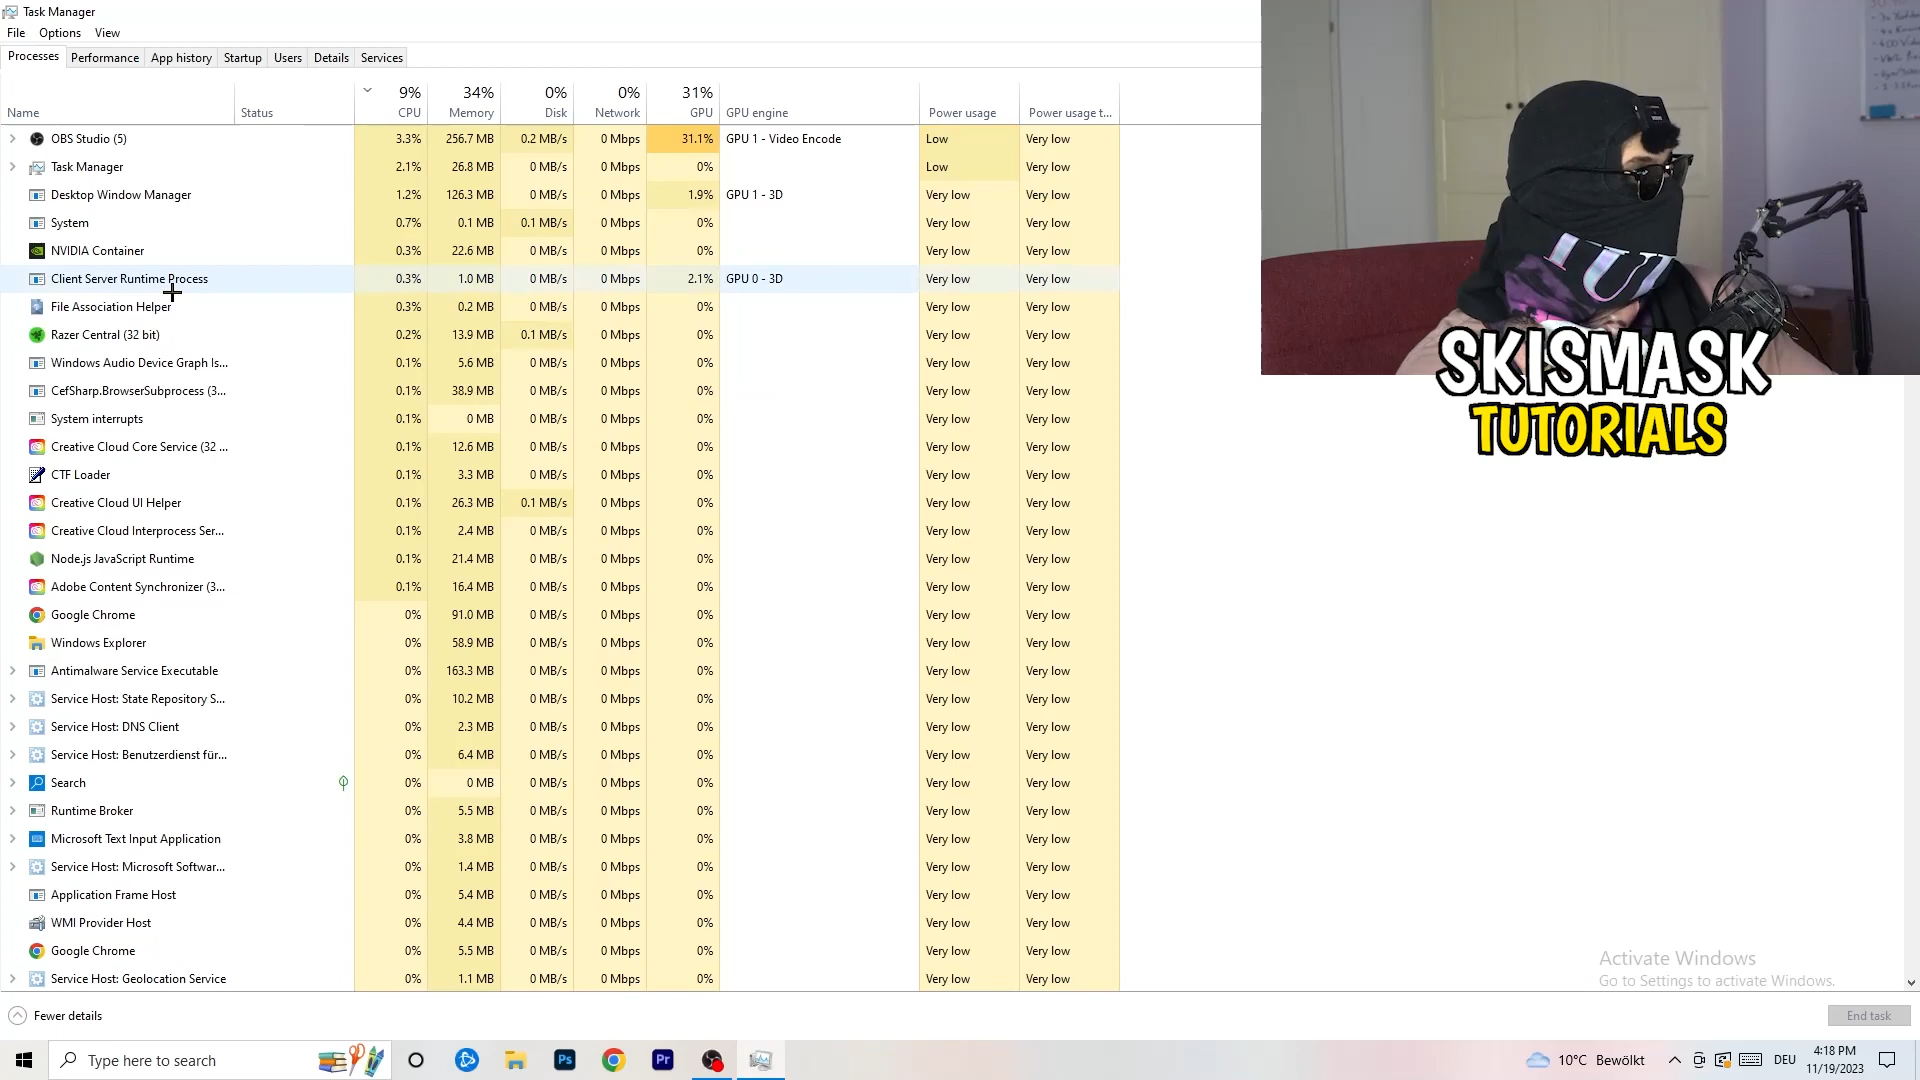 Task Manager
File Options View
Processes Performance App history Startup Users Details Services
9% 34% 0% 0% 31%
Name Status CPU Memory Disk Network GPU GPU engine Power usage Power usage t...
OBS Studio (5) 3.3% 256.7 MB 0.2 MB/s 0 Mbps 31.1% GPU 1 - Video Encode Low Very low
Task Manager 2.1% 26.8 MB 0 MB/s 0 Mbps 0% Low Very low
Desktop Window Manager 1.2% 126.3 MB 0 MB/s 0 Mbps 1.9% GPU 1 - 3D Very low Very low
System 0.7% 0.1 MB 0.1 MB/s 0 Mbps 0% Very low Very low
NVIDIA Container 0.3% 22.6 MB 0 MB/s 0 Mbps 0% Very low Very low
Client Server Runtime Process 0.3% 1.0 MB 0 MB/s 0 Mbps 2.1% GPU 0 - 3D Very low Very low
File Association Helper 0.3% 0.2 MB 0 MB/s 0 Mbps 0% Very low Very low
Razer Central (32 bit) 0.2% 13.9 MB 0.1 MB/s 0 Mbps 0% Very low Very low
Windows Audio Device Graph Is... 0.1% 5.6 MB 0 MB/s 0 Mbps 0% Very low Very low
CefSharp.BrowserSubprocess (3... 0.1% 38.9 MB 0 MB/s 0 Mbps 0% Very low Very low
System interrupts 0.1% 0 MB 0 MB/s 0 Mbps 0% Very low Very low
Creative Cloud Core Service (32 ... 0.1% 12.6 MB 0 MB/s 0 Mbps 0% Very low Very low
CTF Loader 0.1% 3.3 MB 0 MB/s 0 Mbps 0% Very low Very low
Creative Cloud UI Helper 0.1% 26.3 MB 0.1 MB/s 0 Mbps 0% Very low Very low
Creative Cloud Interprocess Ser... 0.1% 2.4 MB 0 MB/s 0 Mbps 0% Very low Very low
Node.js JavaScript Runtime 0.1% 21.4 MB 0 MB/s 0 Mbps 0% Very low Very low
Adobe Content Synchronizer (3... 0.1% 16.4 MB 0 MB/s 0 Mbps 0% Very low Very low
Google Chrome 0% 91.0 MB 0 MB/s 0 Mbps 0% Very low Very low
Windows Explorer 0% 58.9 MB 0 MB/s 0 Mbps 0% Very low Very low
Antimalware Service Executable 0% 163.3 MB 0 MB/s 0 Mbps 0% Very low Very low
Service Host: State Repository S... 0% 10.2 MB 0 MB/s 0 Mbps 0% Very low Very low
Service Host: DNS Client 0% 2.3 MB 0 MB/s 0 Mbps 0% Very low Very low
Service Host: Benutzerdienst für... 0% 6.4 MB 0 MB/s 0 Mbps 0% Very low Very low
Search 0% 0 MB 0 MB/s 0 Mbps 0% Very low Very low
Runtime Broker 0% 5.5 MB 0 MB/s 0 Mbps 0% Very low Very low
Microsoft Text Input Application 0% 3.8 MB 0 MB/s 0 Mbps 0% Very low Very low
Service Host: Microsoft Softwar... 0% 1.4 MB 0 MB/s 0 Mbps 0% Very low Very low
Application Frame Host 0% 5.4 MB 0 MB/s 0 Mbps 0% Very low Very low
WMI Provider Host 0% 4.4 MB 0 MB/s 0 Mbps 0% Very low Very low
Google Chrome 0% 5.5 MB 0 MB/s 0 Mbps 0% Very low Very low
Service Host: Geolocation Service 0% 1.1 MB 0 MB/s 0 Mbps 0% Very low Very low
SKISMASK
TUTORIALS
Activate Windows
Go to Settings to activate Windows.
Fewer details End task
Type here to search Ps Pr 10°C Bewölkt DEU 4:18 PM
11/19/2023